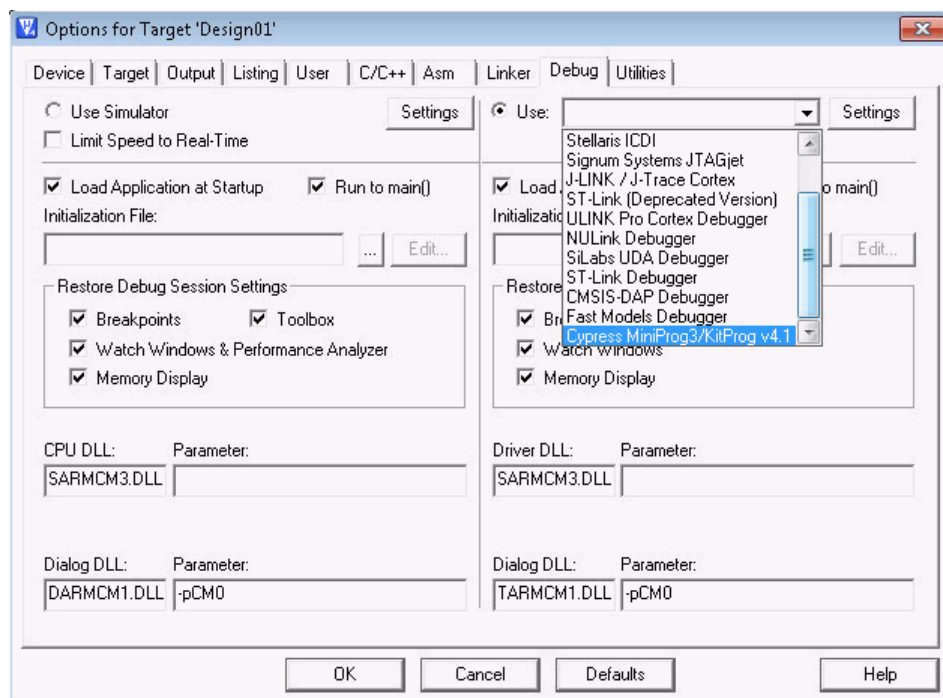 Options for Target 'Design01'
Device Target Output Listing User C/C++ Asm Linker Debug Utilities
Use Simulator
Settings
Limit Speed to Real-Time
Load Application at Startup
Run to main()
Initialization File:
...
Edit...
Restore Debug Session Settings
Breakpoints
Toolbox
Watch Windows & Performance Analyzer
Memory Display
CPU DLL:
Parameter:
SARMCM3.DLL
Dialog DLL:
Parameter:
DARMCM1.DLL
-pCM0
Use:
Settings
Stellaris ICDI
Signum Systems JTAGjet
J-LINK / J-Trace Cortex
ST-Link (Deprecated Version)
ULINK Pro Cortex Debugger
NULink Debugger
SiLabs UDA Debugger
ST-Link Debugger
CMSIS-DAP Debugger
Fast Models Debugger
Cypress MiniProg3/KitProg v4.1
Load
main()
Edit...
Restore
Watch Windows
Memory Display
Driver DLL:
Parameter:
SARMCM3.DLL
Dialog DLL:
Parameter:
TARMCM1.DLL
-pCM0
OK
Cancel
Defaults
Help